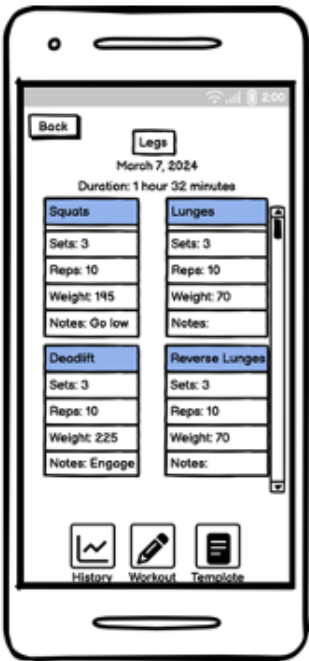 2:00
Back
Legs
March 7, 2024
Duration: 1 hour 32 minutes
Squats
Sets: 3
Reps: 10
Weight: 195
Notes: Go low
Lunges
Sets: 3
Reps: 10
Weight: 70
Notes:
Deadlift
Sets: 3
Reps: 10
Weight: 225
Notes: Engage
Reverse Lunges
Sets: 3
Reps: 10
Weight: 70
Notes:
History
Workout
Template